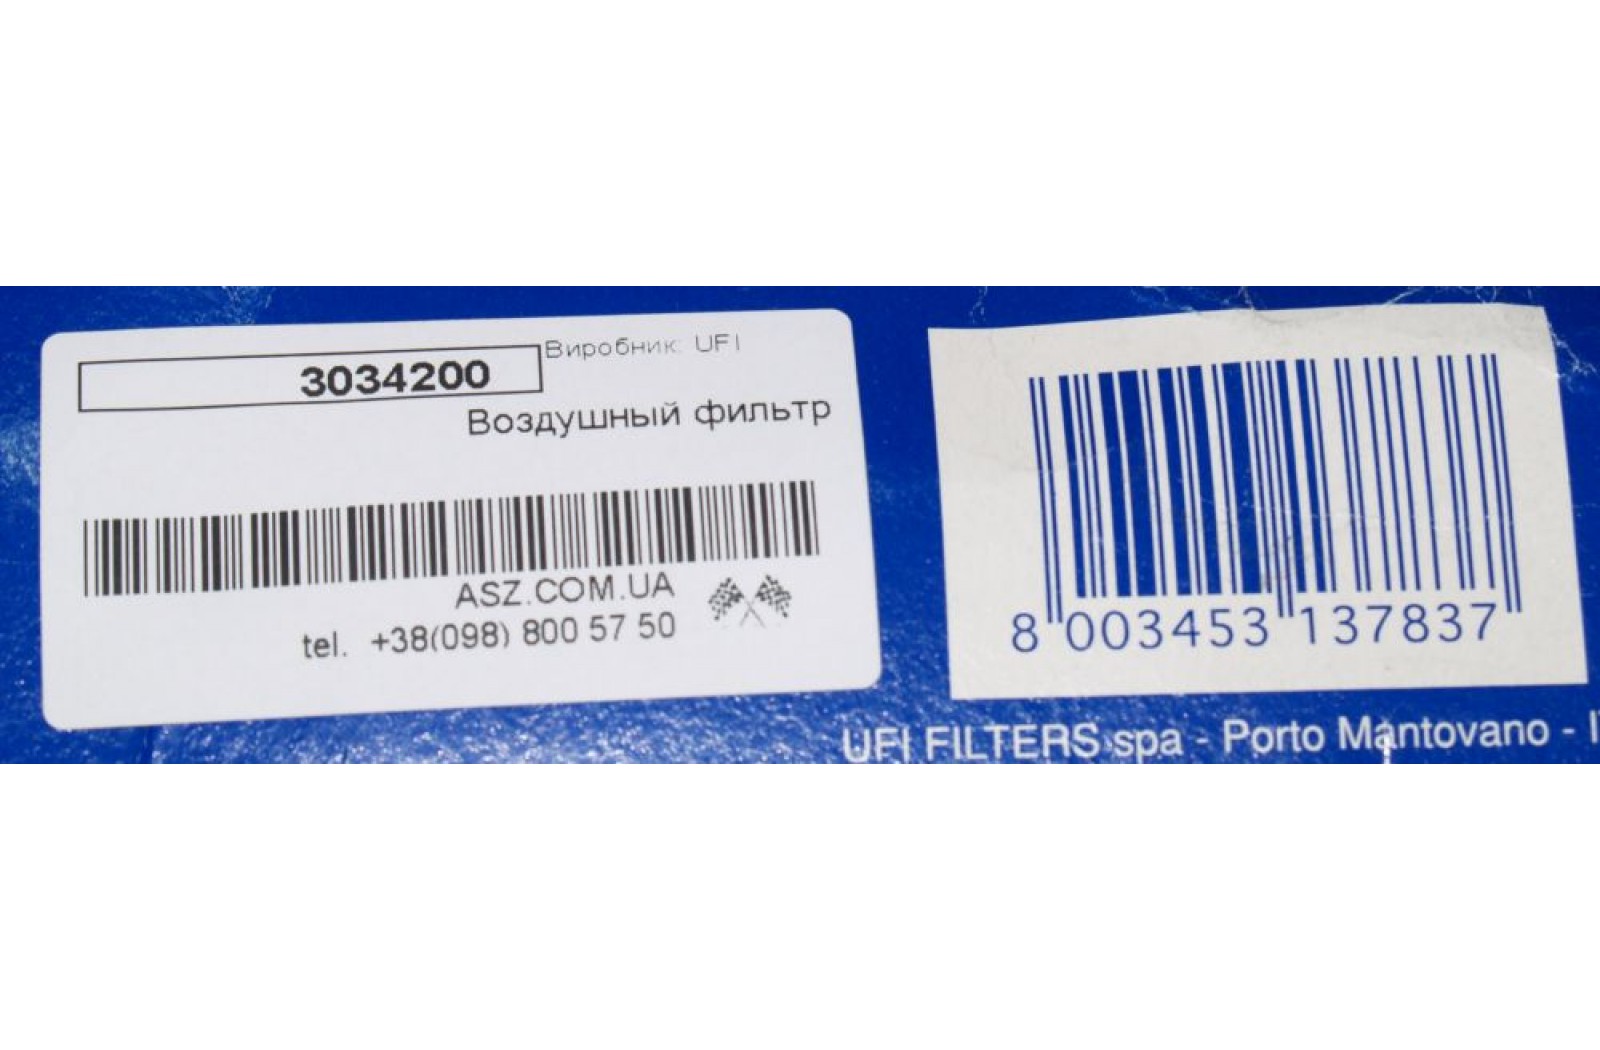 Виробник: UFI
3034200
Воздушный фильтр
ASZ.COM.UA
tel. +38(098) 800 57 50
8 003453 137837
UFI FILTERS spa - Porto Mantovano -